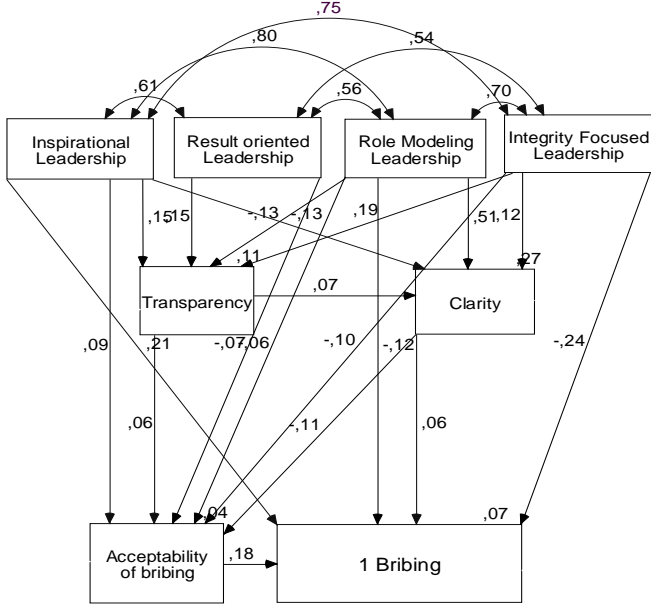 ,75
,80
,54
,61
,56
,70
Inspirational
Leadership
Result oriented
Leadership
Role Modeling
Leadership
Integrity Focused
Leadership
,15
,15
-,13
-,13
,19
,51
,12
,11
,27
Transparency
,07
Clarity
,09
,21
-,07
-,06
-,10
-,12
-,24
,06
-,11
,06
,04
,07
Acceptability
of bribing
,18
1 Bribing